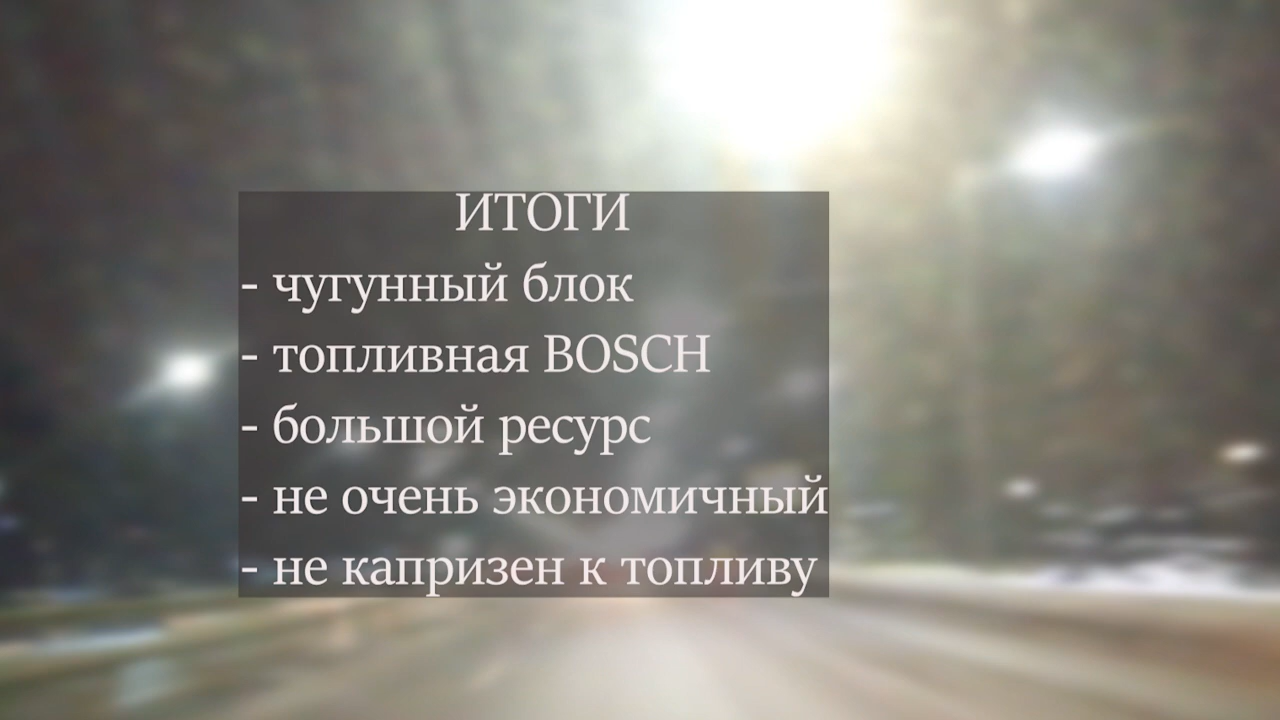 ИТОГИ
- чугунный блок
- топливная BOSCH
- большой ресурс
- не очень экономичный
- не капризен к топливу